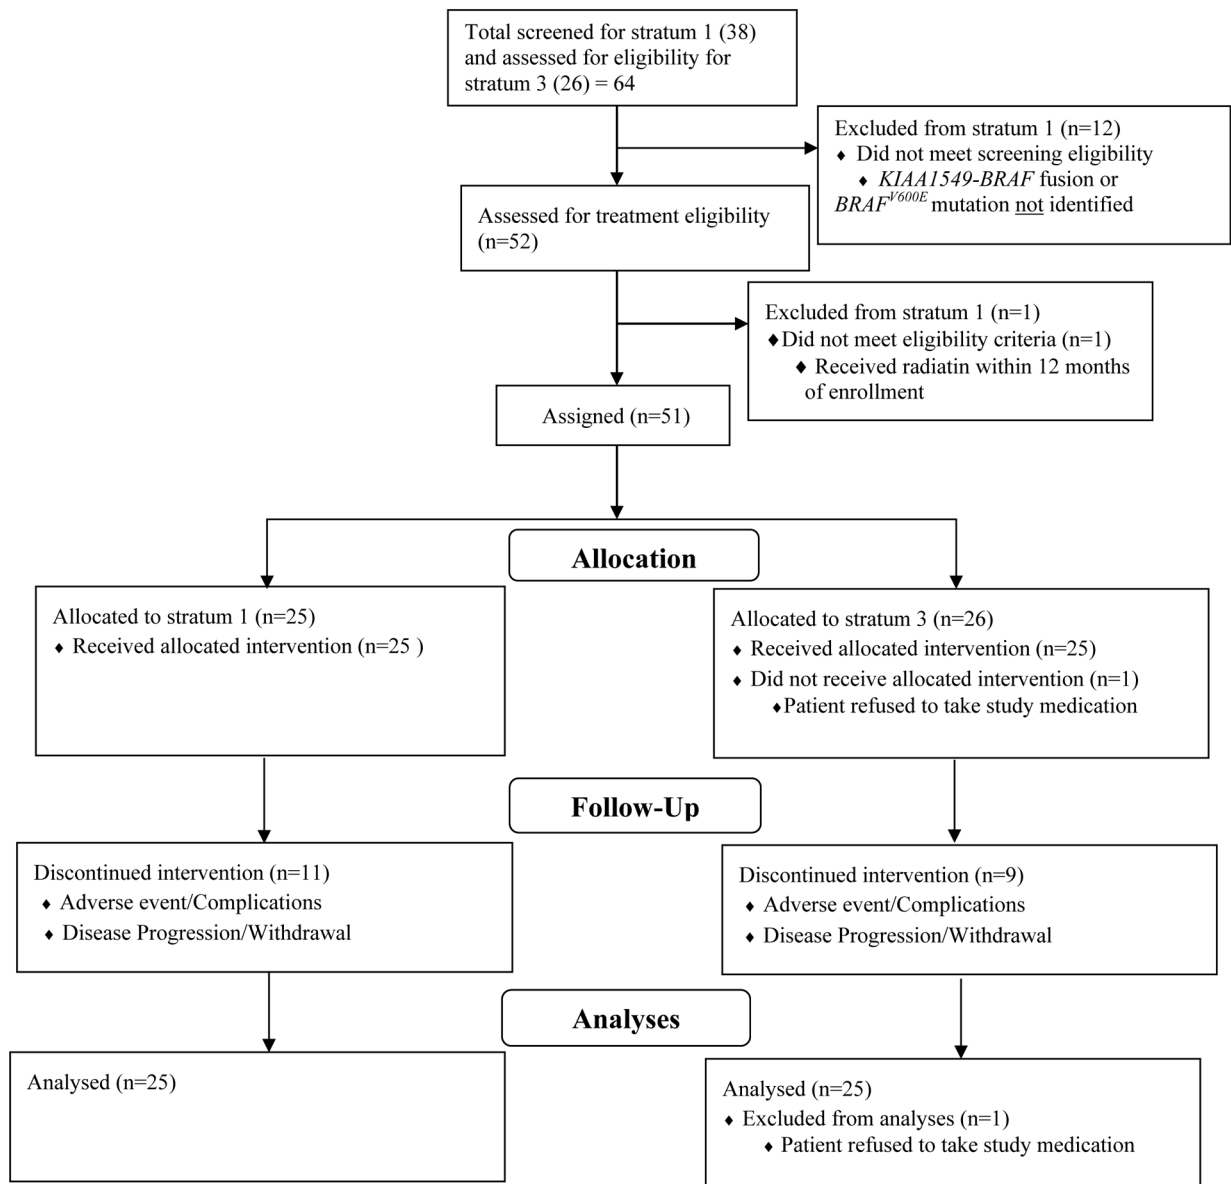 Total screened for stratum 1 (38)
and assessed for eligibility for
stratum 3 (26) = 64
Excluded from stratum 1 (n=12)
♦ Did not meet screening eligibility
♦ KIAA1549-BRAF fusion or
BRAF^V600E mutation not identified
Assessed for treatment eligibility
(n=52)
Excluded from stratum 1 (n=1)
♦Did not meet eligibility criteria (n=1)
♦ Received radiatin within 12 months
of enrollment
Assigned (n=51)
Allocation
Allocated to stratum 1 (n=25)
♦ Received allocated intervention (n=25 )
Allocated to stratum 3 (n=26)
♦ Received allocated intervention (n=25)
♦ Did not receive allocated intervention (n=1)
♦Patient refused to take study medication
Follow-Up
Discontinued intervention (n=11)
♦ Adverse event/Complications
♦ Disease Progression/Withdrawal
Discontinued intervention (n=9)
♦ Adverse event/Complications
♦ Disease Progression/Withdrawal
Analyses
Analysed (n=25)
Analysed (n=25)
♦ Excluded from analyses (n=1)
♦ Patient refused to take study medication